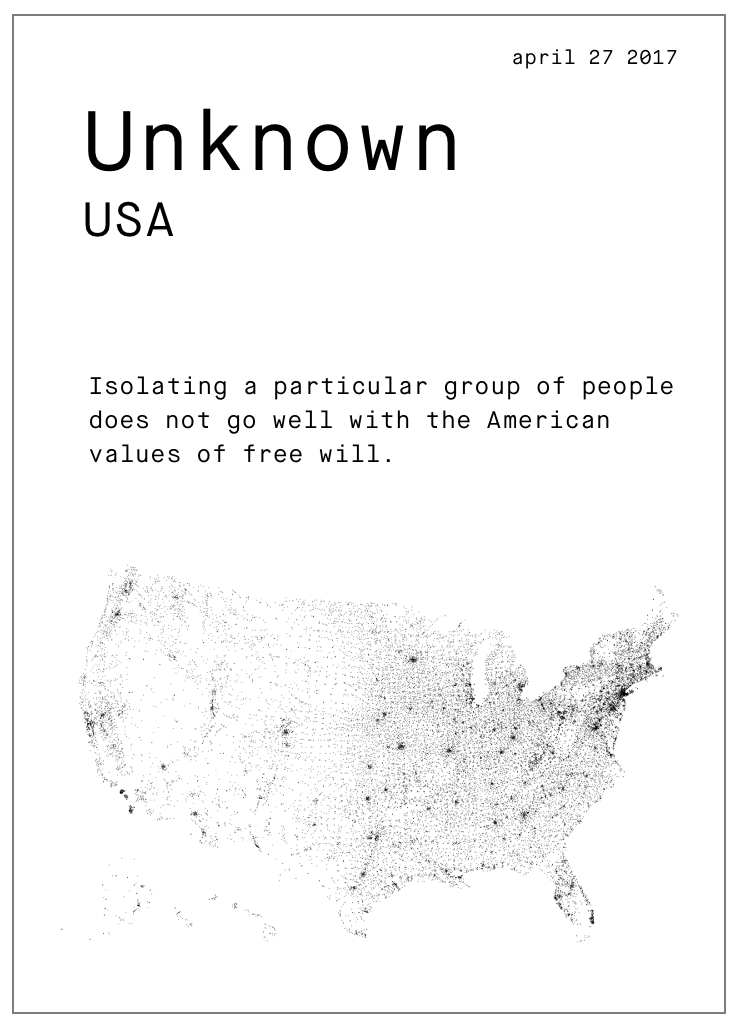 april 27 2017
Unknown
USA
Isolating a particular group of people
does not go well with the American
values of free will.